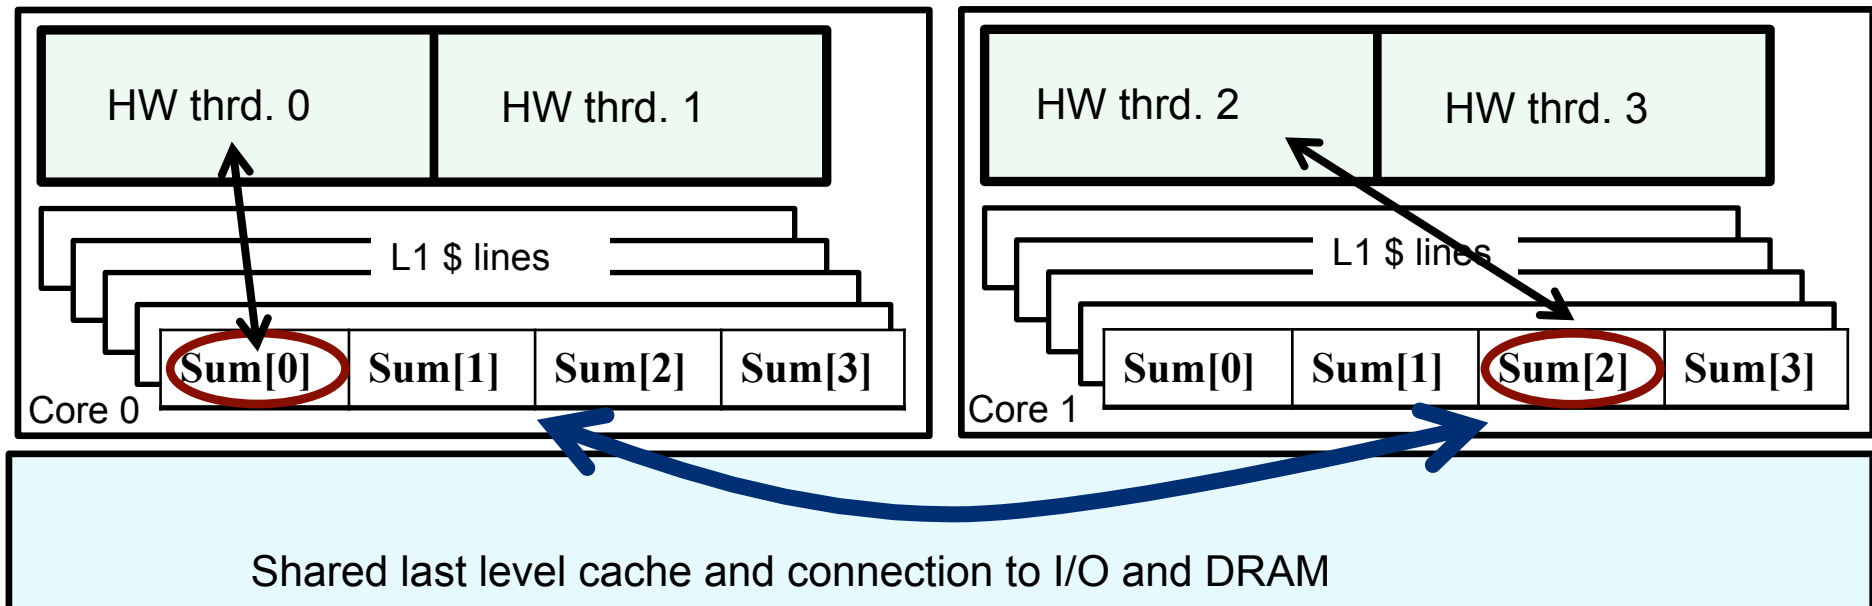 HW thrd. 0
HW thrd. 1
L1 $ lines
Sum[0] Sum[1] Sum[2] Sum[3]
Core 0
HW thrd. 2
HW thrd. 3
L1 $ lines
Sum[0] Sum[1] Sum[2] Sum[3]
Core 1
Shared last level cache and connection to I/O and DRAM